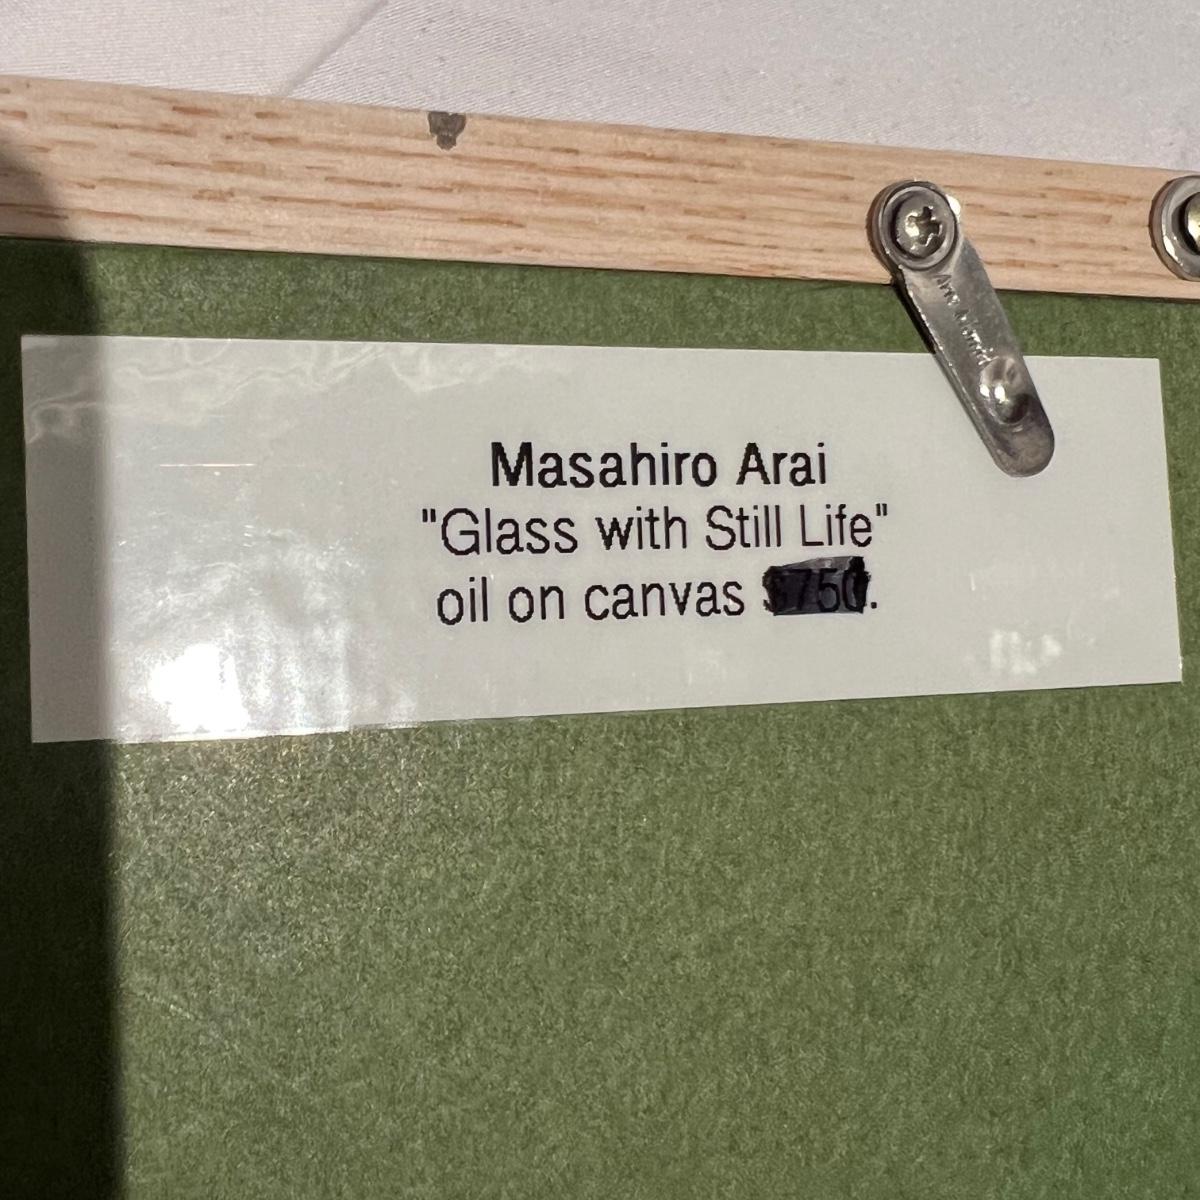 Masahiro Arai
"Glass with Still Life"
oil on canvas $750.